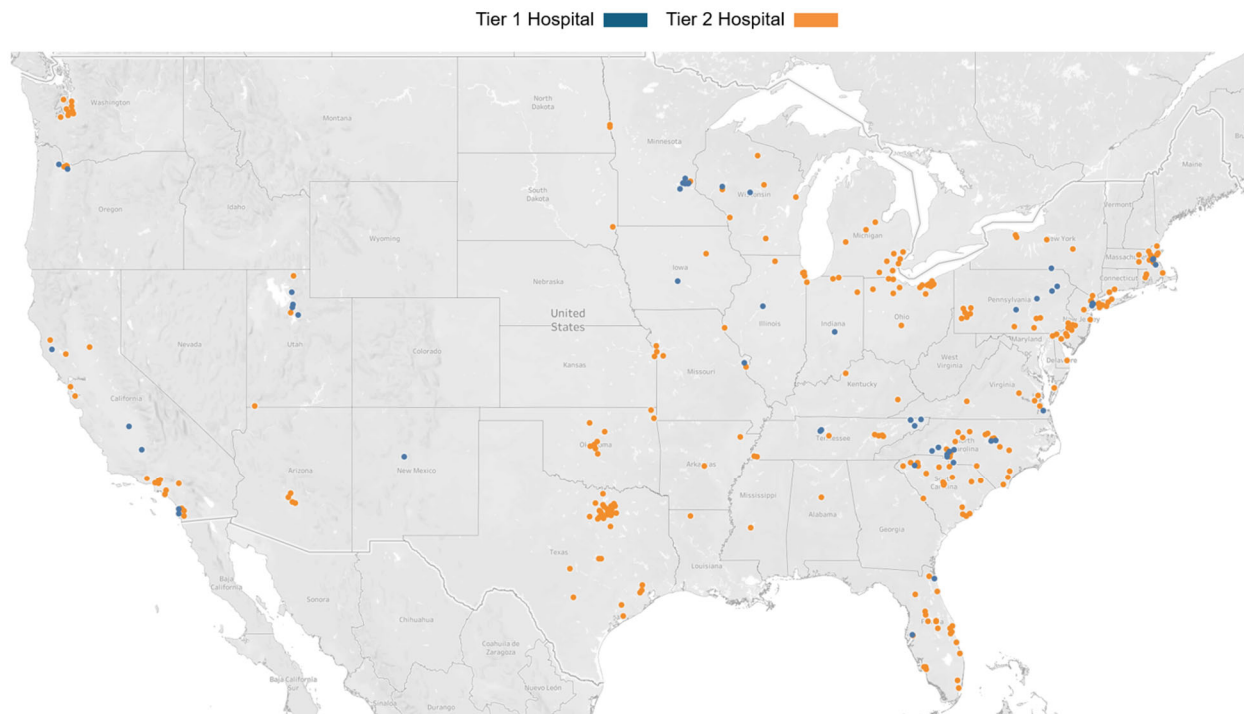 Tier 1 Hospital Tier 2 Hospital
Washington
Montana
North
Dakota
Minnesota
Maine
Oregon
Idaho
South
Dakota
Wisconsin
Vermont
Wyoming
Michigan
New York
Massachusetts
Iowa
Connecticut
Nebraska
Pennsylvania
United
States
Illinois
Indiana
Ohio
New Jersey
Nevada
Utah
Colorado
Maryland
Delaware
West
Virginia
Kansas
Missouri
Kentucky
Virginia
California
Oklahoma
Tennessee
North
Carolina
Arizona
New Mexico
Arkansas
South
Carolina
Mississippi
Alabama
Georgia
Texas
Louisiana
Baja
California
Sonora
Chihuahua
Coahuila de
Zaragoza
Baja California
Sur
Nuevo León
Sinaloa
Durango